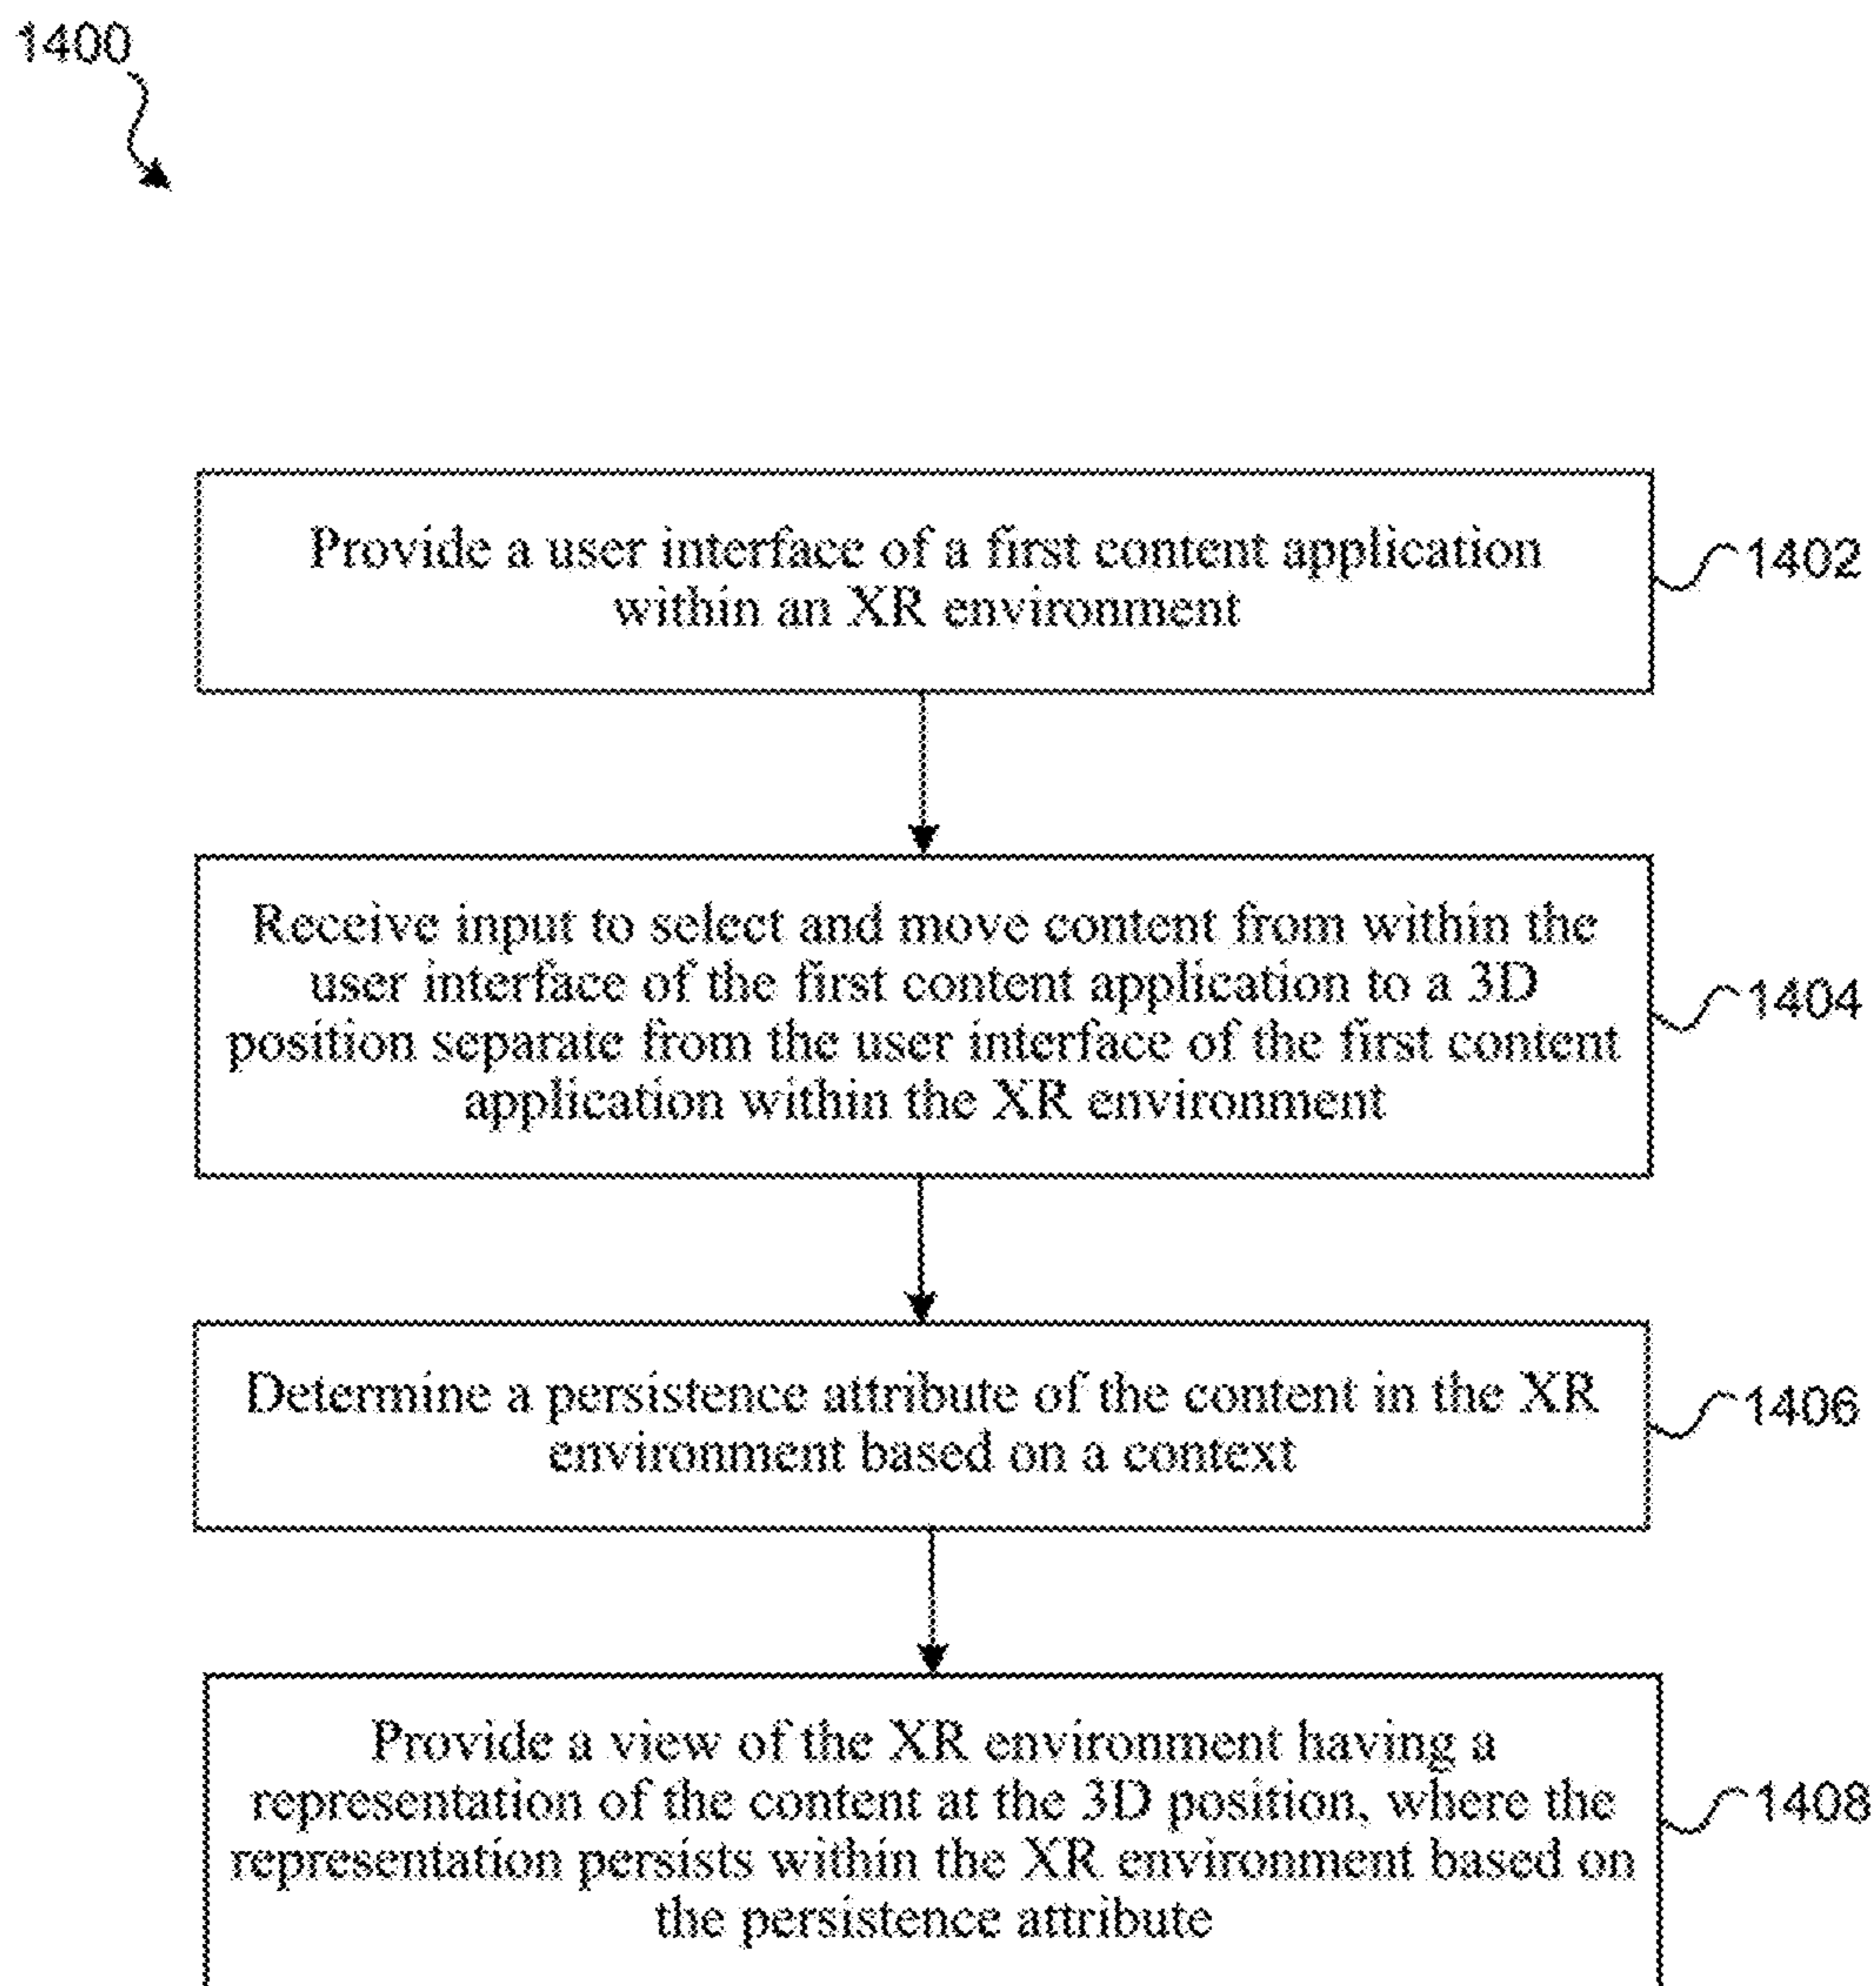 1400
Provide a user interface of a first content application
within an XR environment
1402
Receive input to select and move content from within the
user interface of the first content application to a 3D
position separate from the user interface of the first content
application within the XR environment
1404
Determine a persistence attribute of the content in the XR
environment based on a context
1406
Provide a view of the XR environment having a
representation of the content at the 3D position, where the
representation persists within the XR environment based on
the persistence attribute
1408